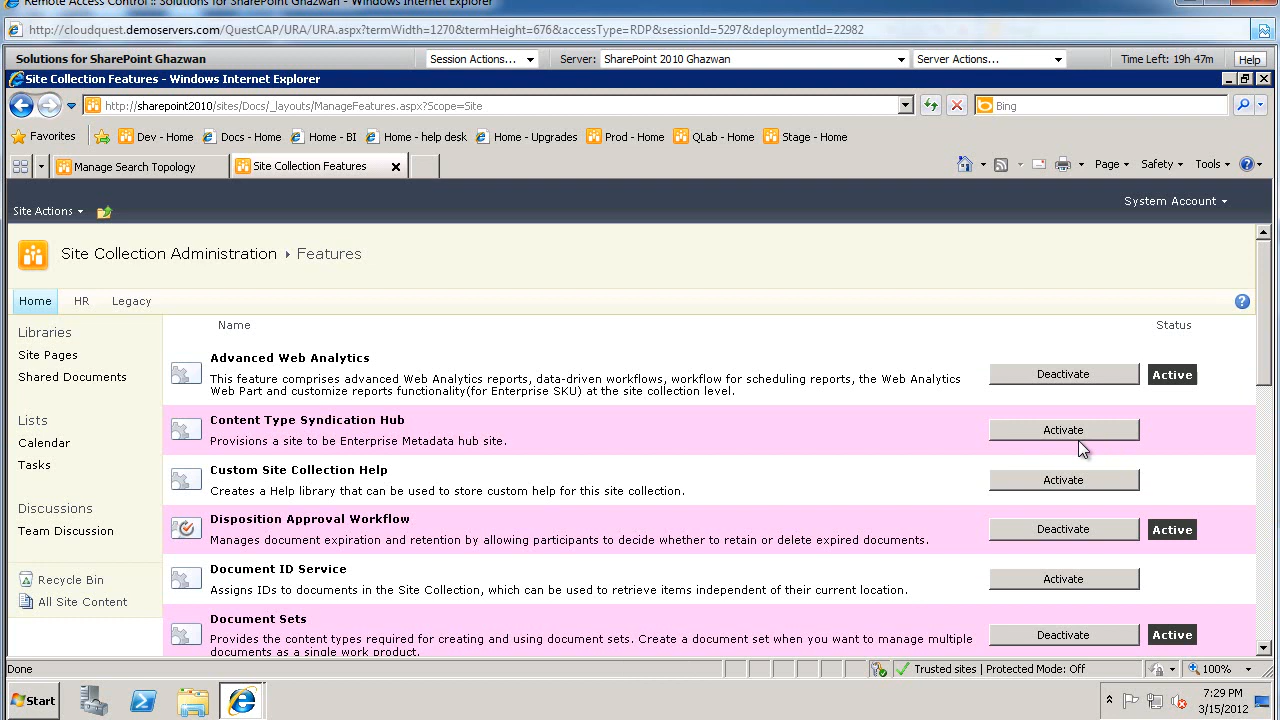 Remote Access Control :: Solutions for SharePoint Ghazwan - Windows Internet Explorer
http://cloudquest.demoservers.com/QuestCAP/URA/URA.aspx?termWidth=1270&termHeight=676&accessType=RDP&sessionId=5297&deploymentId=22982
Solutions for SharePoint Ghazwan Session Actions... Server: SharePoint 2010 Ghazwan Server Actions... Time Left: 19h 47m Help
Site Collection Features - Windows Internet Explorer
http://sharepoint2010/sites/Docs/_layouts/ManageFeatures.aspx?Scope=Site Bing
Favorites Dev - Home Docs - Home Home - BI Home - help desk Home - Upgrades Prod - Home QLab - Home Stage - Home
Manage Search Topology Site Collection Features Page Safety Tools
Site Actions System Account
Site Collection Administration Features
Home HR Legacy
Libraries
Site Pages
Shared Documents
Lists
Calendar
Tasks
Discussions
Team Discussion
Recycle Bin
All Site Content
Name Status
Advanced Web Analytics
This feature comprises advanced Web Analytics reports, data-driven workflows, workflow for scheduling reports, the Web Analytics
Web Part and customize reports functionality(for Enterprise SKU) at the site collection level.
Deactivate Active
Content Type Syndication Hub
Provisions a site to be Enterprise Metadata hub site.
Activate
Custom Site Collection Help
Creates a Help library that can be used to store custom help for this site collection.
Activate
Disposition Approval Workflow
Manages document expiration and retention by allowing participants to decide whether to retain or delete expired documents.
Deactivate Active
Document ID Service
Assigns IDs to documents in the Site Collection, which can be used to retrieve items independent of their current location.
Activate
Document Sets
Provides the content types required for creating and using document sets. Create a document set when you want to manage multiple
documents as a single work product.
Deactivate Active
Done Trusted sites | Protected Mode: Off 100%
Start 7:29 PM
3/15/2012